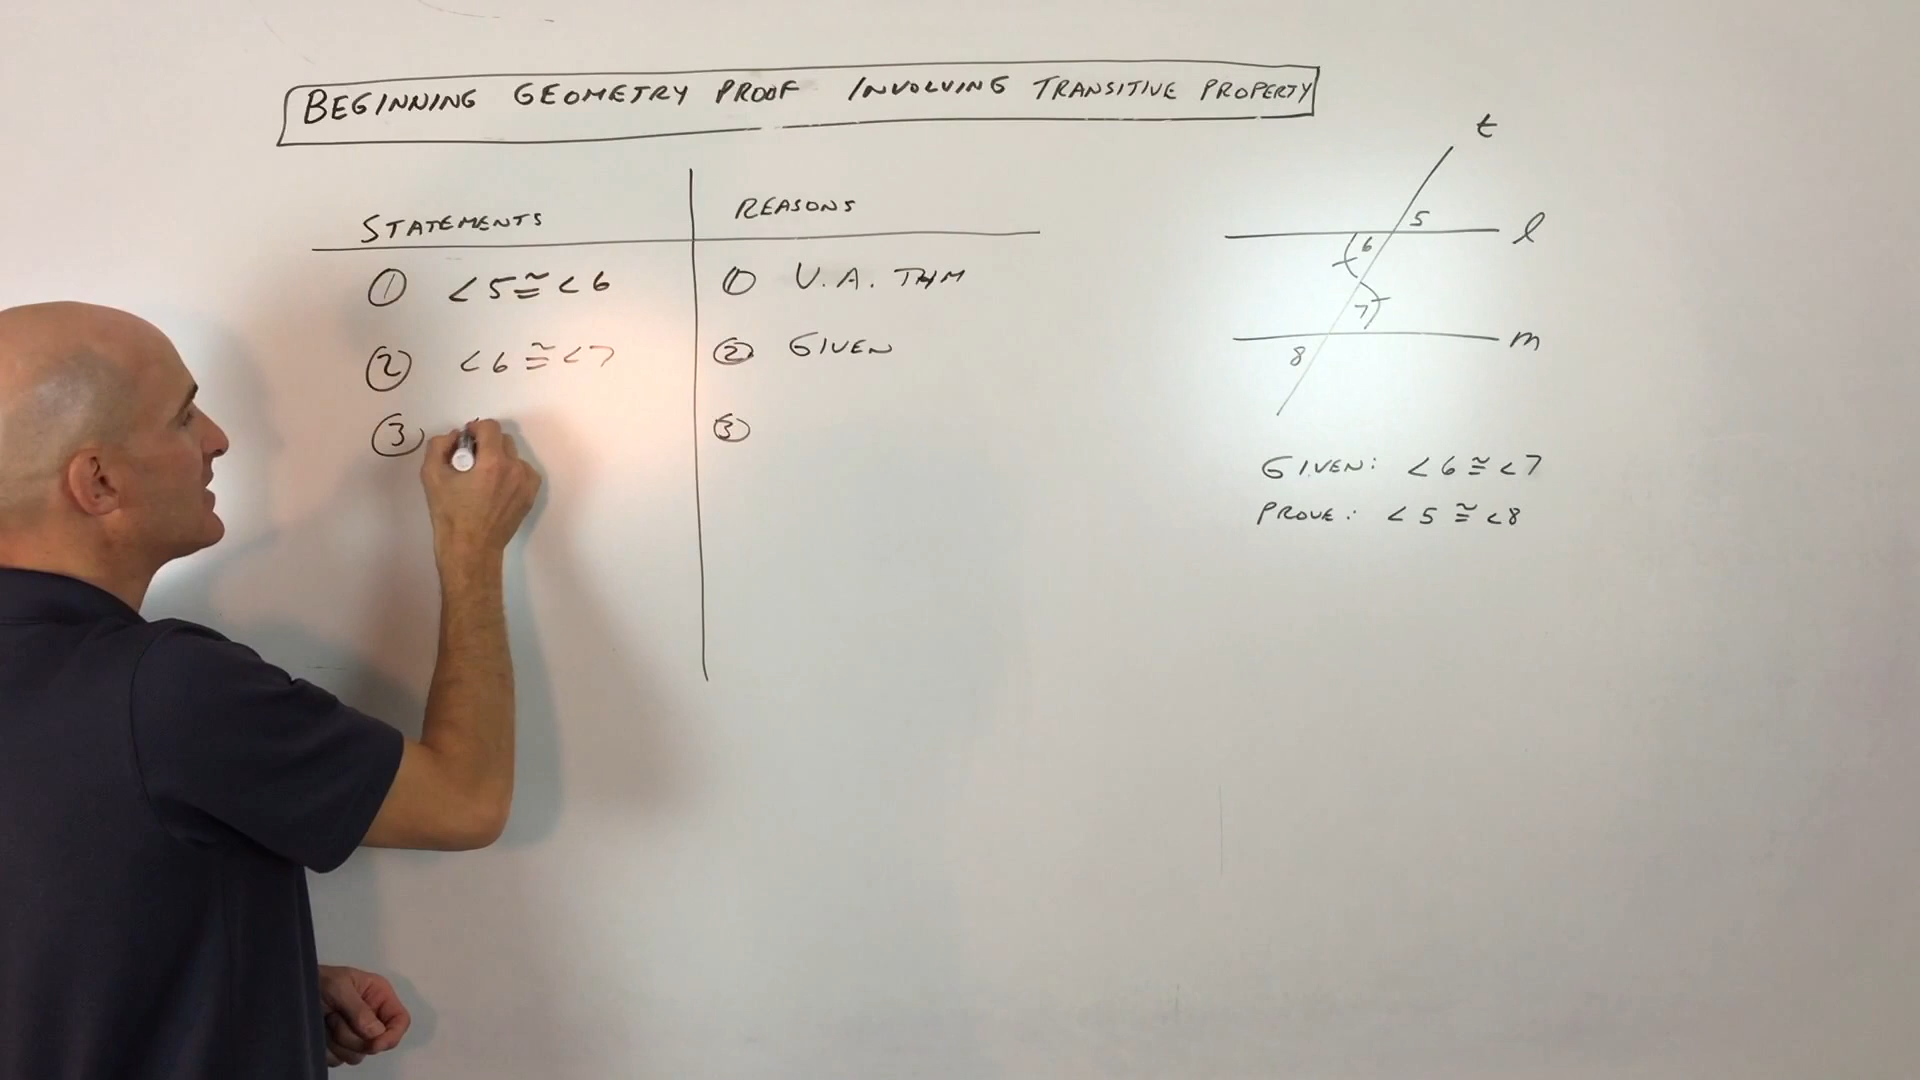 BEGINNING GEOMETRY PROOF INVOLVING TRANSITIVE PROPERTY
STATEMENTS
REASONS
① <5 ≅ <6
① V.A. THM
② <6 ≅ <7
② GIVEN
③
③
t
5
l
6
7
m
8
GIVEN: <6 ≅ <7
PROVE: <5 ≅ <8